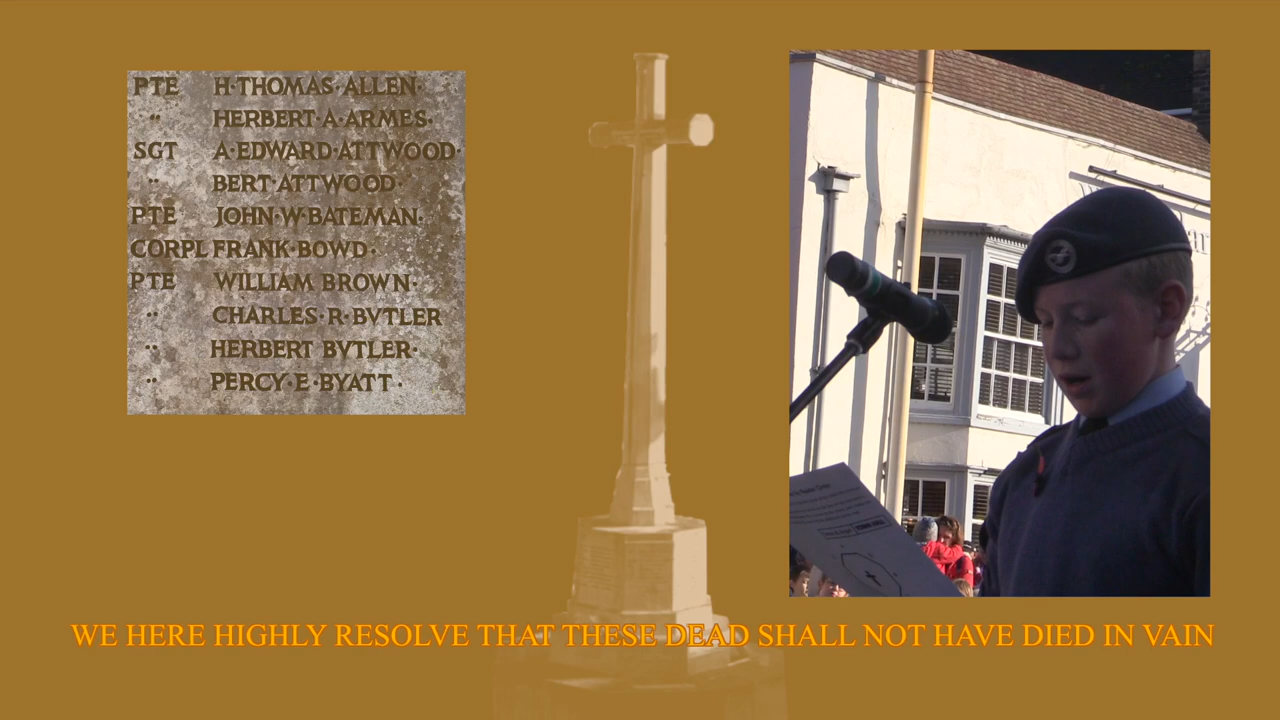 PTE H·THOMAS·ALLEN·
" HERBERT·A·ARMES·
SGT A·EDWARD·ATTWOOD·
" BERT·ATTWOOD·
PTE JOHN·W·BATEMAN·
CORPL FRANK·BOWD·
PTE WILLIAM BROWN·
" CHARLES·R·BVTLER
" HERBERT BVTLER·
" PERCY·E·BYATT·
WE HERE HIGHLY RESOLVE THAT THESE DEAD SHALL NOT HAVE DIED IN VAIN